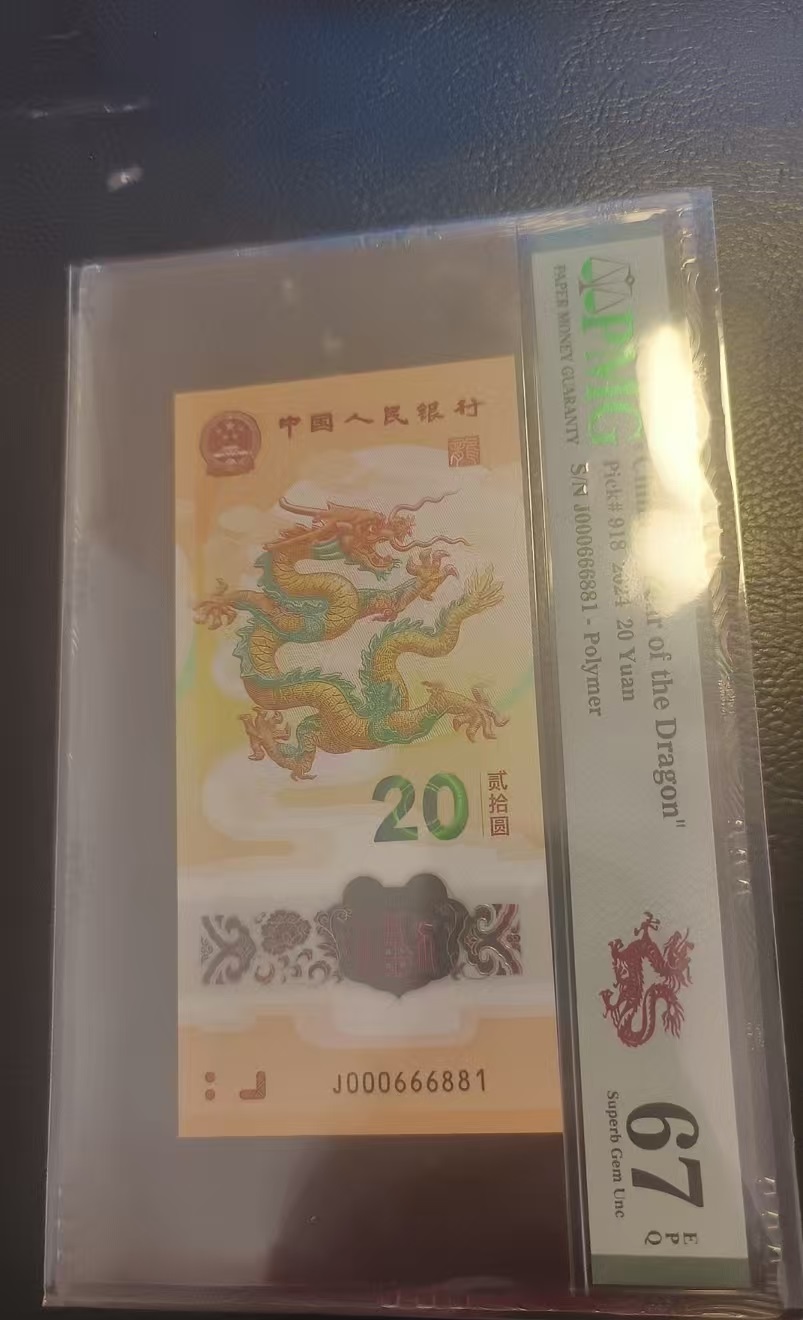 中国人民银行
20
贰拾圆
J000666881
PMG
PAPER MONEY GUARANTY
Year of the Dragon"
Pick# 918 2024 20 Yuan
S/N J000666881 - Polymer
67
EPQ
Superb Gem Unc